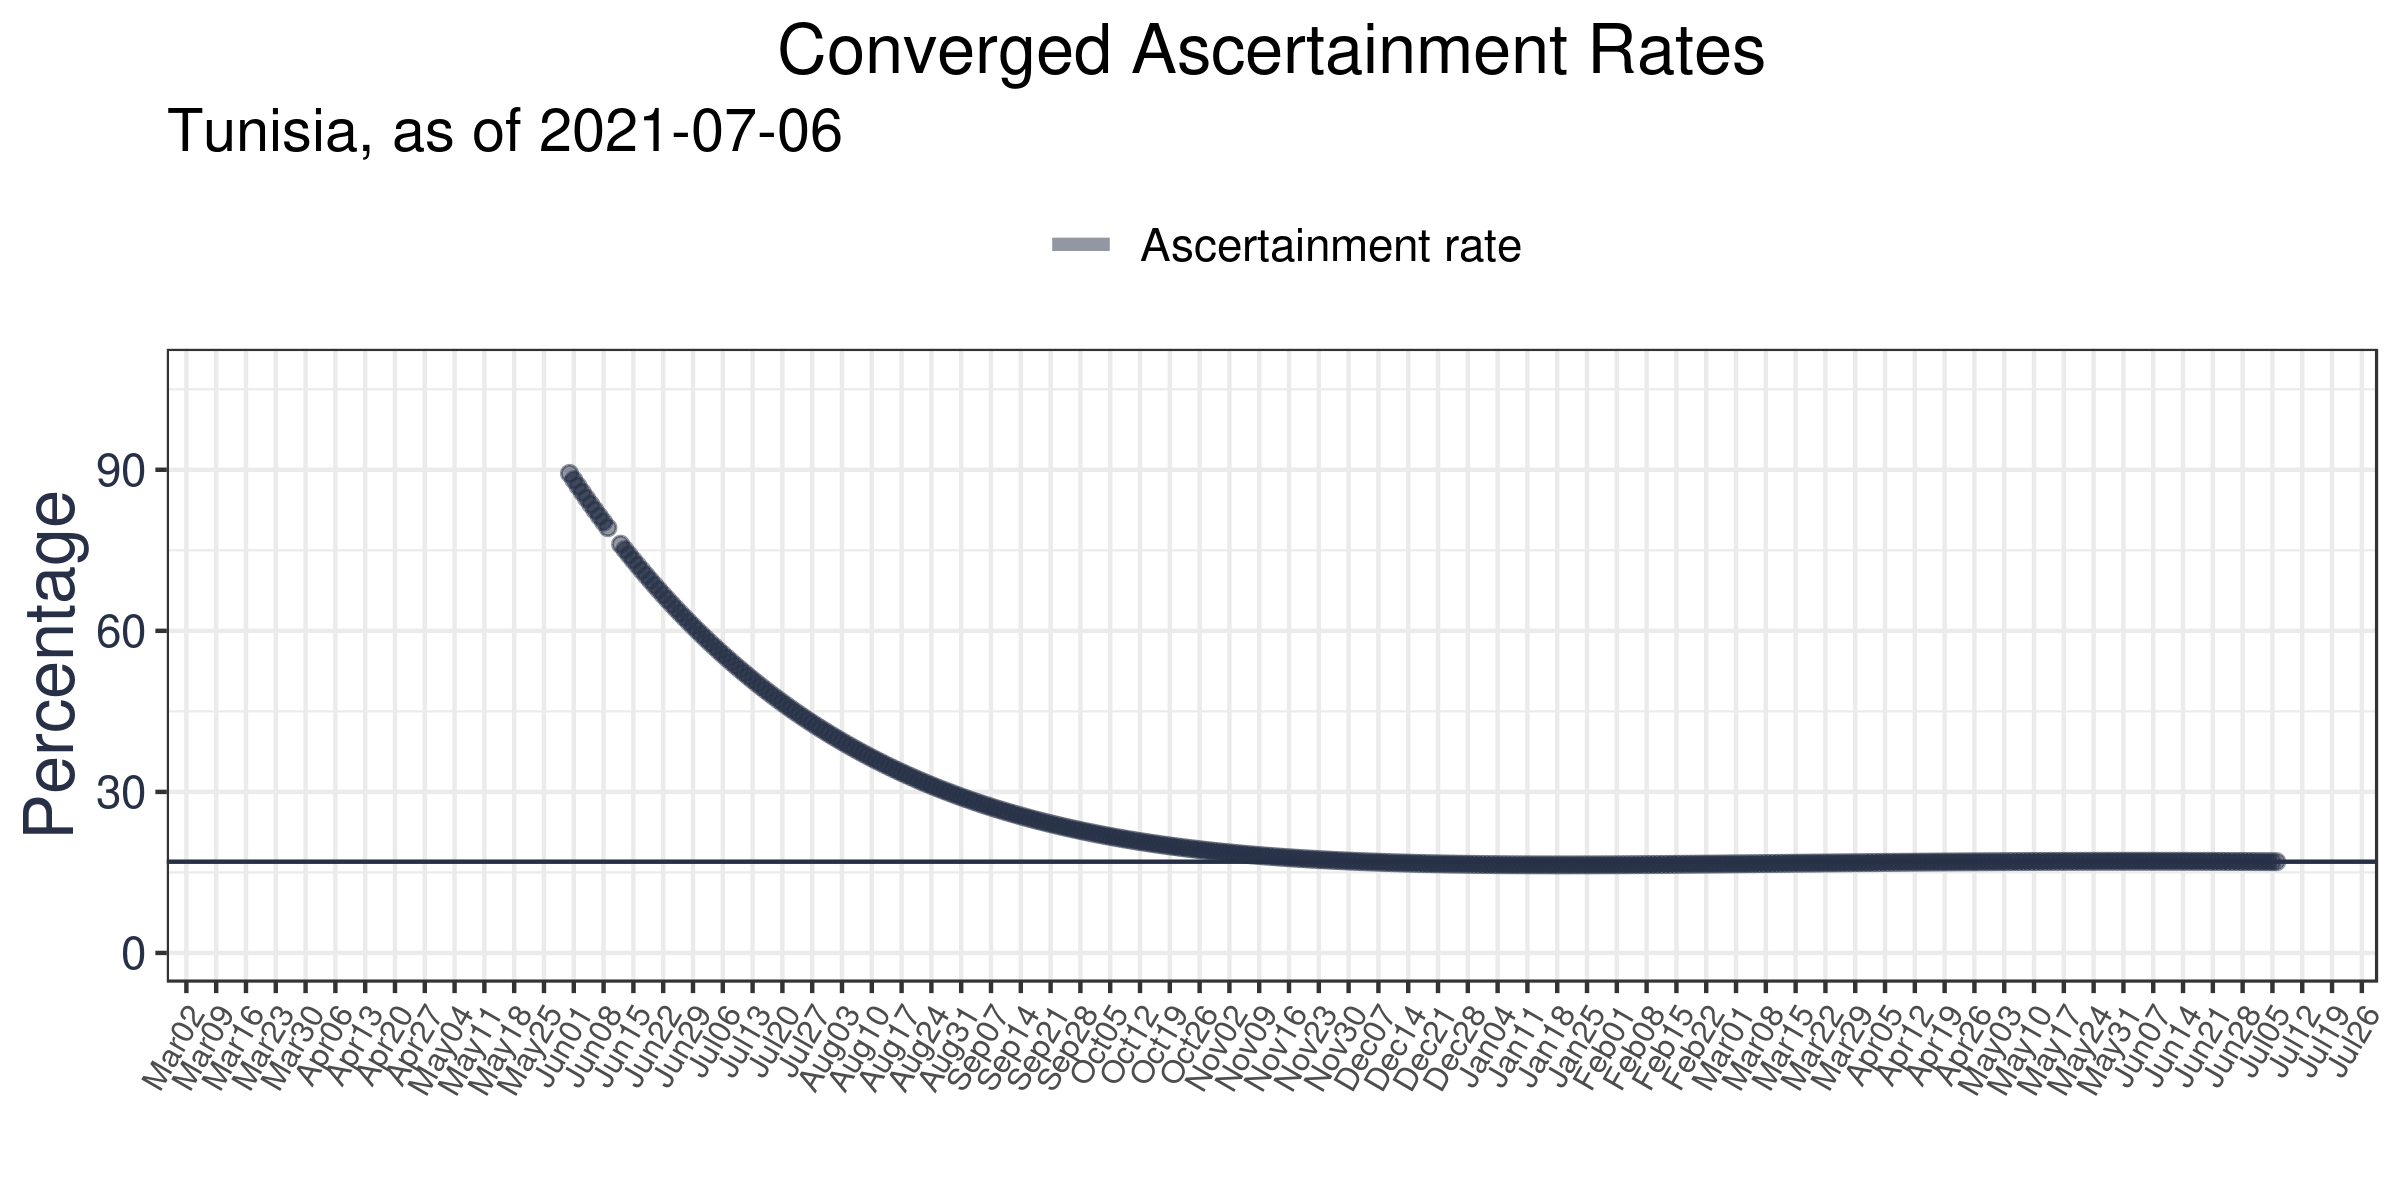 Converged Ascertainment Rates
Tunisia, as of 2021-07-06
Ascertainment rate
Percentage
90
60
30
0
Mar02 Mar09 Mar16 Mar23 Mar30 Apr06 Apr13 Apr20 Apr27 May04 May11 May18 May25 Jun01 Jun08 Jun15 Jun22 Jun29 Jul06 Jul13 Jul20 Jul27 Aug03 Aug10 Aug17 Aug24 Aug31 Sep07 Sep14 Sep21 Sep28 Oct05 Oct12 Oct19 Oct26 Nov02 Nov09 Nov16 Nov23 Nov30 Dec07 Dec14 Dec21 Dec28 Jan04 Jan11 Jan18 Jan25 Feb01 Feb08 Feb15 Feb22 Mar01 Mar08 Mar15 Mar22 Mar29 Apr05 Apr12 Apr19 Apr26 May03 May10 May17 May24 May31 Jun07 Jun14 Jun21 Jun28 Jul05 Jul12 Jul19 Jul26